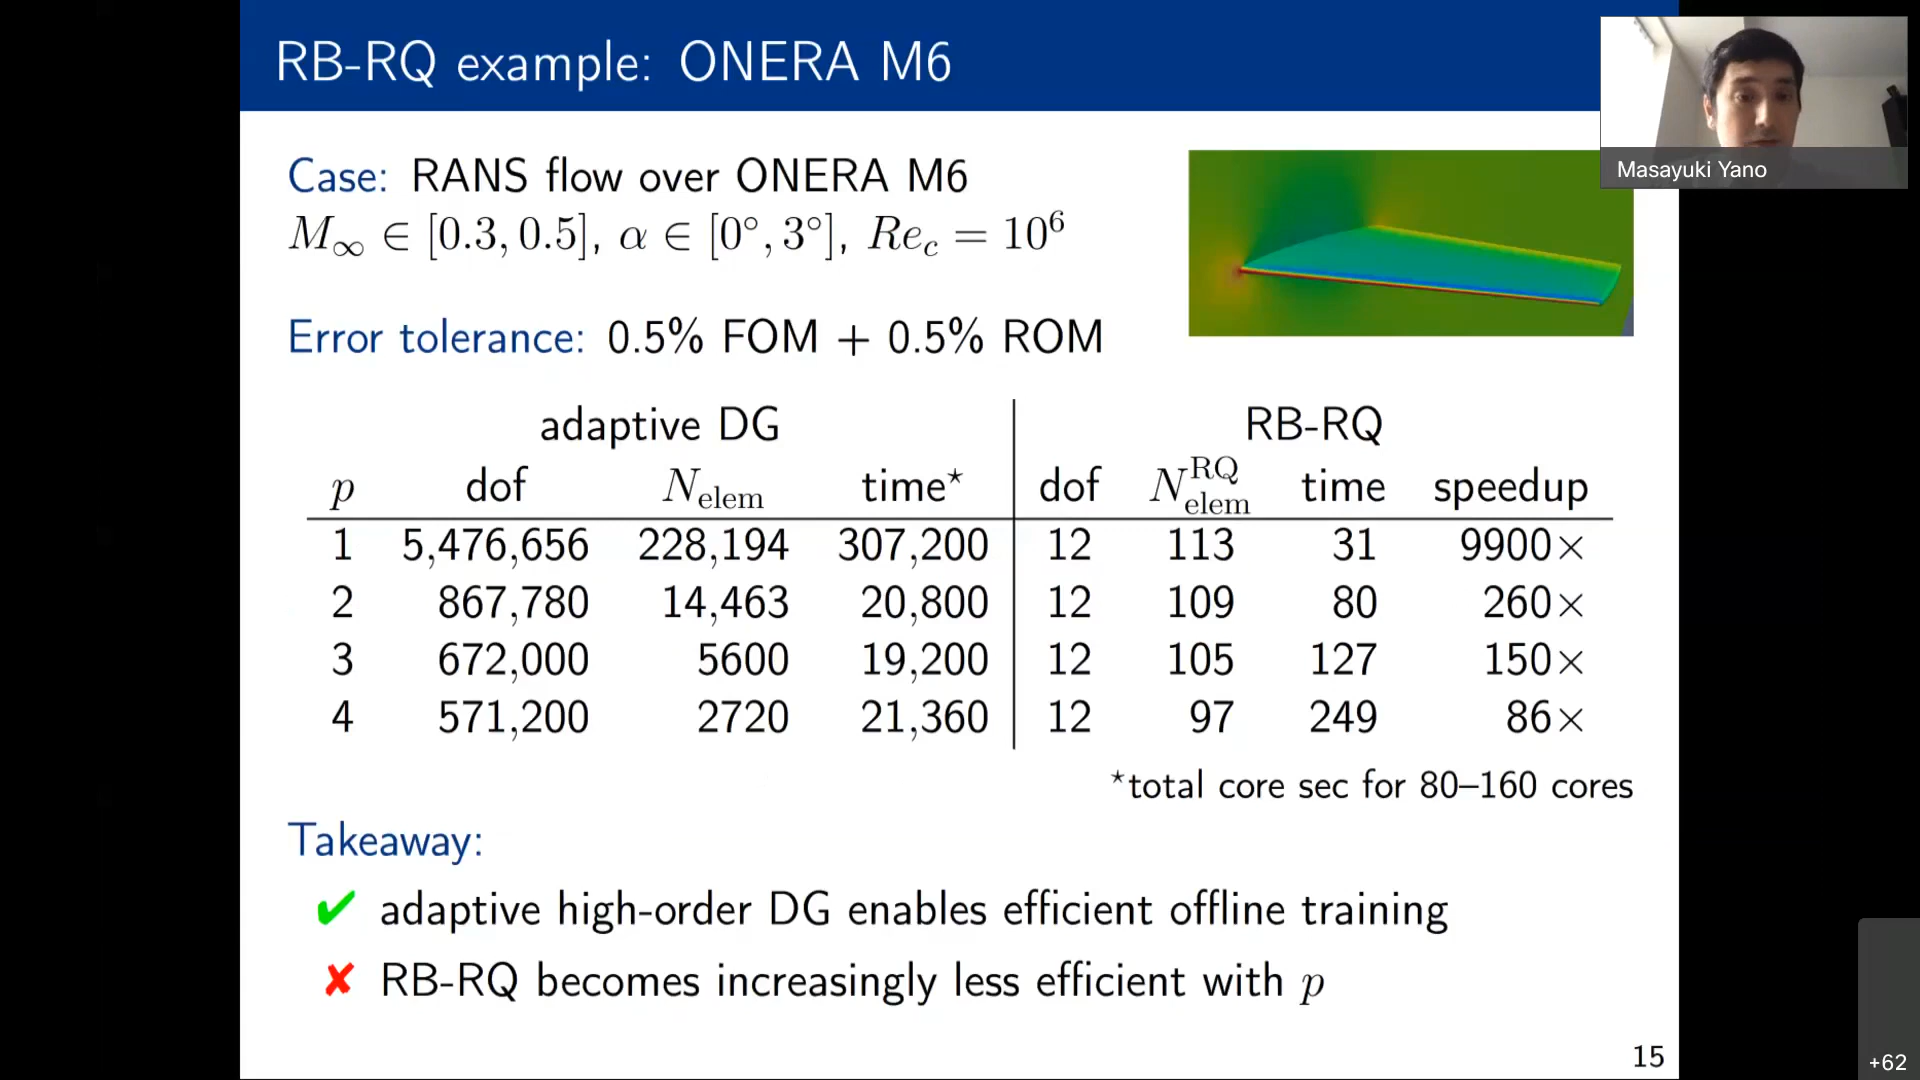 RB-RQ example: ONERA M6
Masayuki Yano
Case: RANS flow over ONERA M6
M∞ ∈ [0.3, 0.5], α ∈ [0°, 3°], Re_c = 10^6
Error tolerance: 0.5% FOM + 0.5% ROM
adaptive DG RB-RQ
p dof N_elem time* dof N_elem^RQ time speedup
1 5,476,656 228,194 307,200 12 113 31 9900×
2 867,780 14,463 20,800 12 109 80 260×
3 672,000 5600 19,200 12 105 127 150×
4 571,200 2720 21,360 12 97 249 86×
*total core sec for 80–160 cores
Takeaway:
✔ adaptive high-order DG enables efficient offline training
✘ RB-RQ becomes increasingly less efficient with p
15
+62